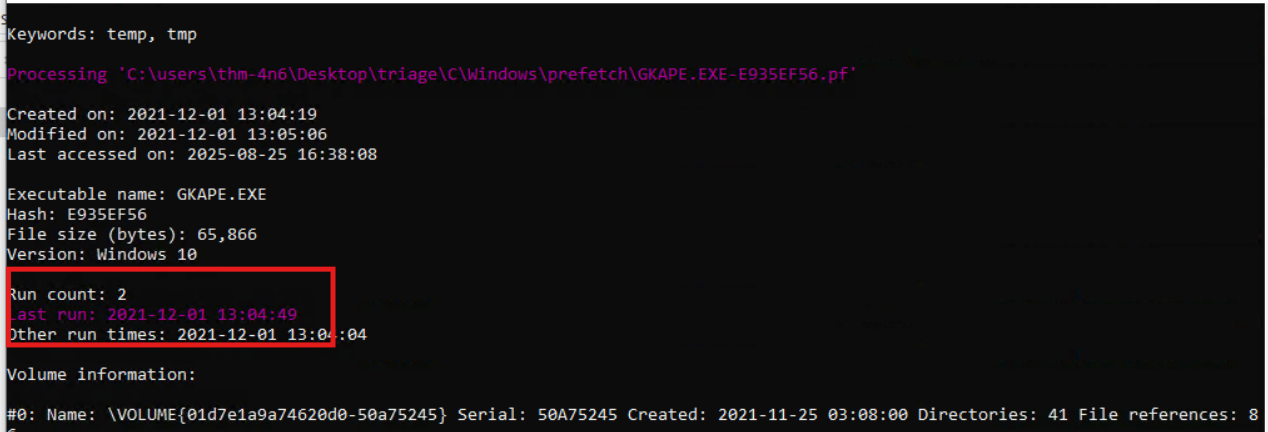 Keywords: temp, tmp
Processing 'C:\users\thm-4n6\Desktop\triage\C\Windows\prefetch\GKAPE.EXE-E935EF56.pf'
Created on: 2021-12-01 13:04:19
Modified on: 2021-12-01 13:05:06
Last accessed on: 2025-08-25 16:38:08
Executable name: GKAPE.EXE
Hash: E935EF56
File size (bytes): 65,866
Version: Windows 10
Run count: 2
Last run: 2021-12-01 13:04:49
Other run times: 2021-12-01 13:04:04
Volume information:
#0: Name: \VOLUME{01d7e1a9a74620d0-50a75245} Serial: 50A75245 Created: 2021-11-25 03:08:00 Directories: 41 File references: 8